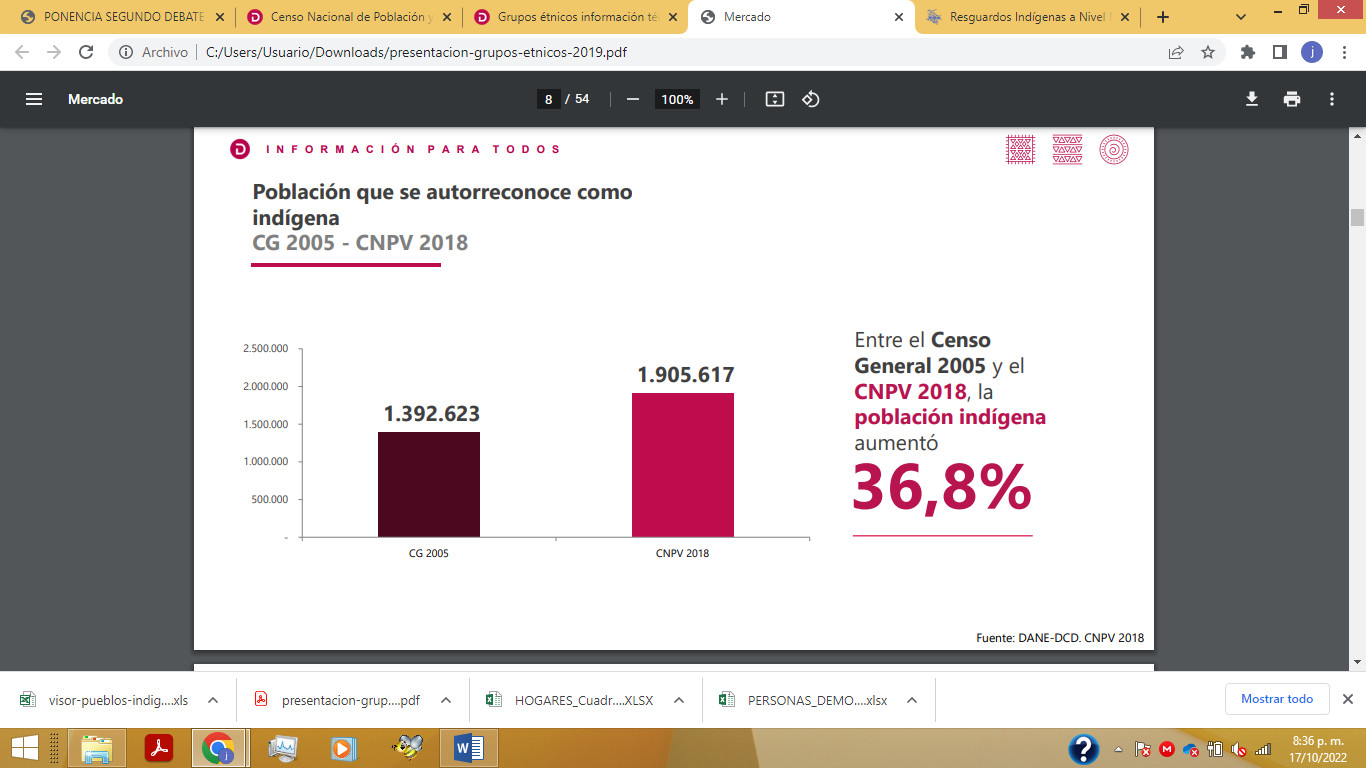 PONENCIA SEGUNDO DEBATE
Censo Nacional de Población y
Grupos étnicos información té
Mercado
Resguardos Indígenas a Nivel
Archivo
C:/Users/Usuario/Downloads/presentacion-grupos-etnicos-2019.pdf
j
Mercado
8 / 54
100%
INFORMACIÓN PARA TODOS
Población que se autorreconoce como
indígena
CG 2005 - CNPV 2018
2.500.000
2.000.000
1.500.000
1.000.000
500.000
-
1.392.623
1.905.617
CG 2005
CNPV 2018
Entre el Censo
General 2005 y el
CNPV 2018, la
población indígena
aumentó
36,8%
Fuente: DANE-DCD. CNPV 2018
visor-pueblos-indig....xls
presentacion-grup....pdf
HOGARES_Cuadr....XLSX
PERSONAS_DEMO....xlsx
Mostrar todo
8:36 p. m.
17/10/2022